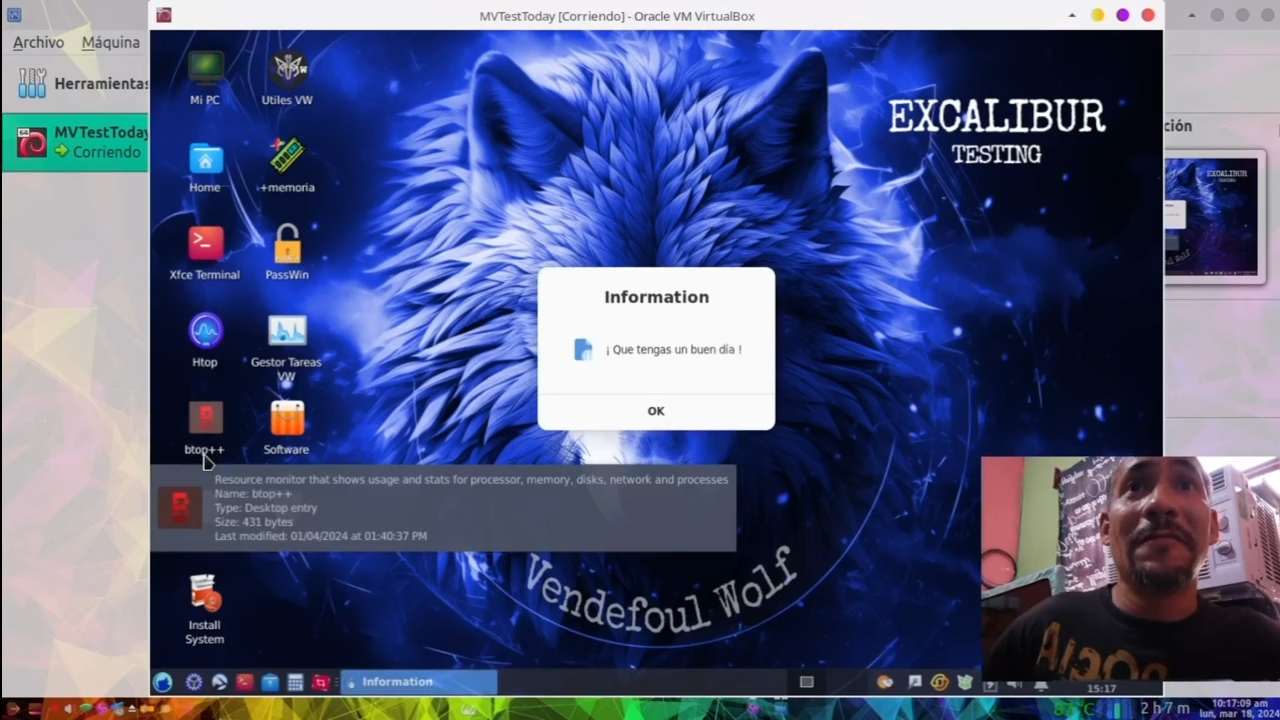 MVTestToday [Corriendo] - Oracle VM VirtualBox
Archivo Máquina
Herramientas
64
MVTestToday
Corriendo
ción
Mi PC
Utiles VW
Home
+memoria
Xfce Terminal
PassWin
Htop
Gestor Tareas
VW
btop++
Software
EXCALIBUR
TESTING
Information
¡ Que tengas un buen día !
OK
Resource monitor that shows usage and stats for processor, memory, disks, network and processes
Name: btop++
Type: Desktop entry
Size: 431 bytes
Last modified: 01/04/2024 at 01:40:37 PM
Vendefoul Wolf
Install
System
Information
15:17
2 h 7 m
10:17:09 am
lun, mar 18, 2024
EXCALIBUR